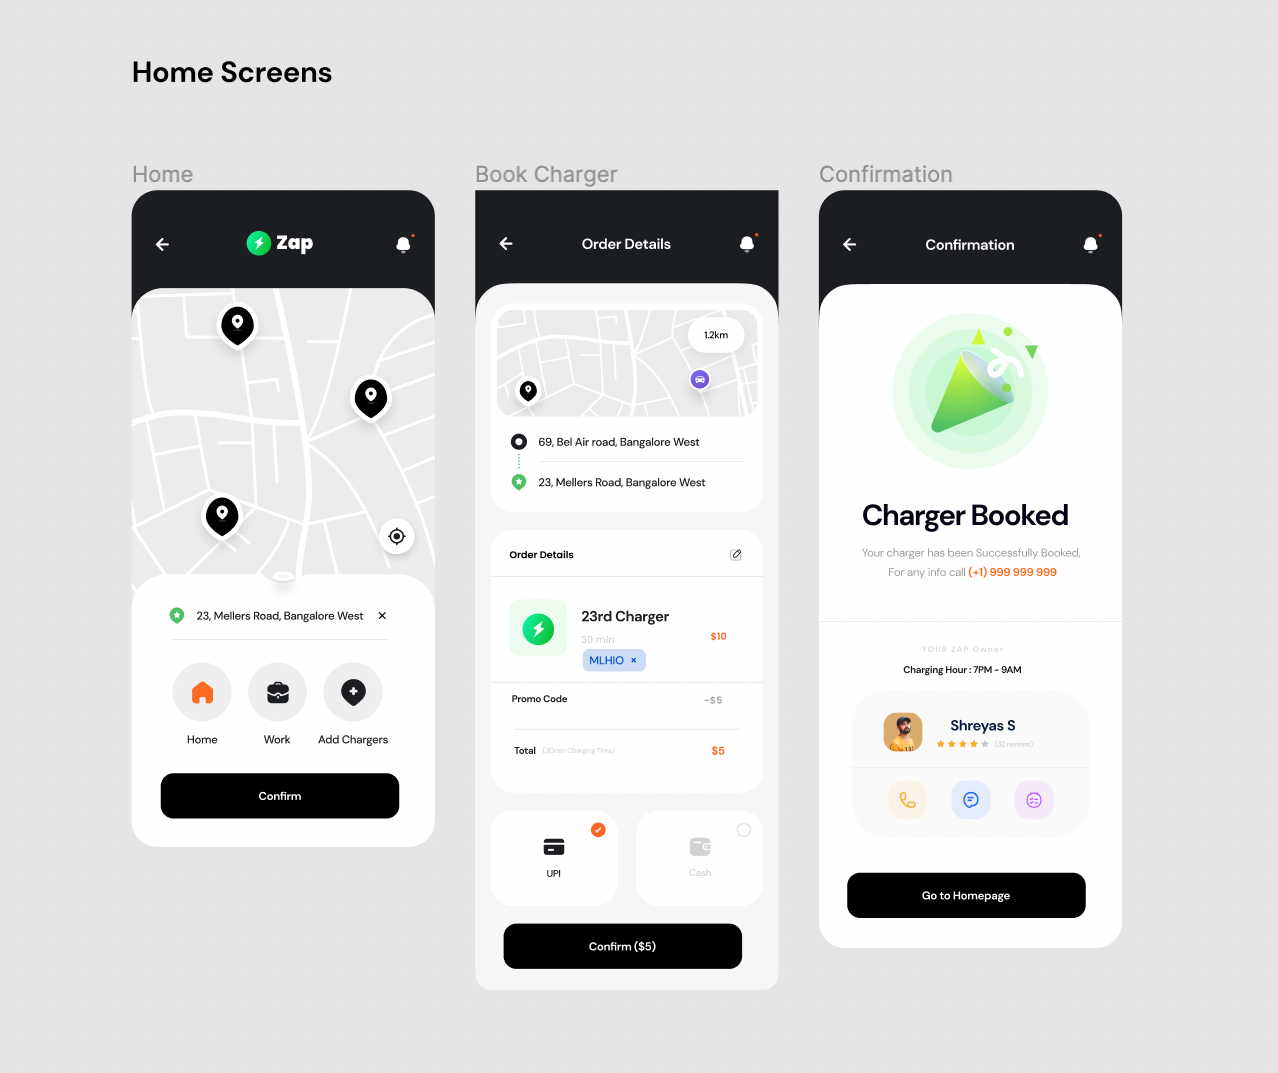 Home Screens
Home
Zap
23, Mellers Road, Bangalore West
Home
Work
Add Chargers
Confirm
Book Charger
Order Details
1.2km
69, Bel Air road, Bangalore West
23, Mellers Road, Bangalore West
Order Details
23rd Charger
30 min
$10
MLHIO ×
Promo Code
-$5
Total (30min Charging Time)
$5
UPI
Cash
Confirm ($5)
Confirmation
Confirmation
Charger Booked
Your charger has been Successfully Booked,
For any info call (+1) 999 999 999
YOUR ZAP Owner
Charging Hour : 7PM - 9AM
Shreyas S
(32 reviews)
Go to Homepage